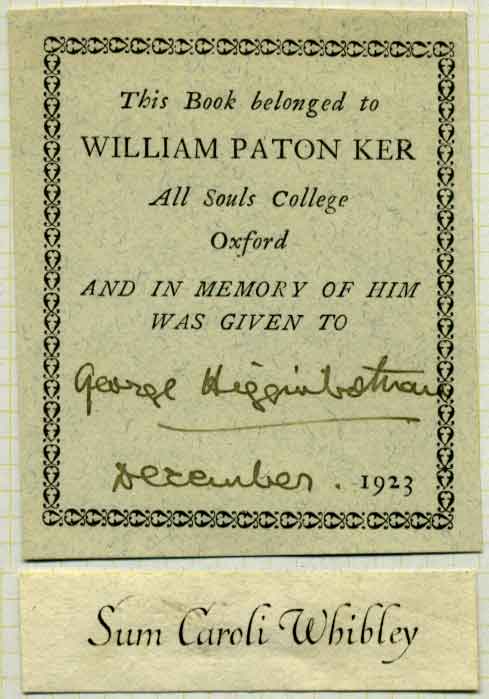 This Book belonged to
WILLIAM PATON KER
All Souls College
Oxford
AND IN MEMORY OF HIM
WAS GIVEN TO
George Higginbotham
December. 1923
Sum Caroli Whibley